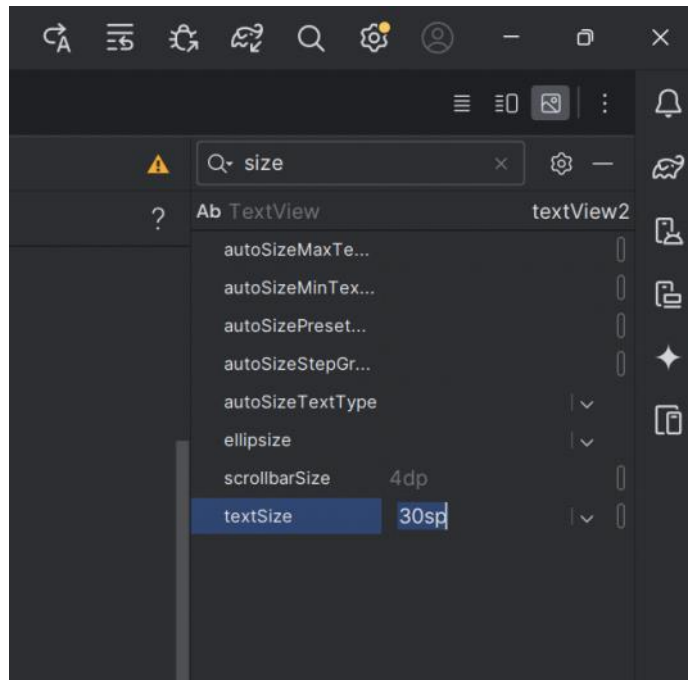 size
Ab TextView textView2
autoSizeMaxTe...
autoSizeMinTex...
autoSizePreset...
autoSizeStepGr...
autoSizeTextType
ellipsize
scrollbarSize 4dp
textSize 30sp